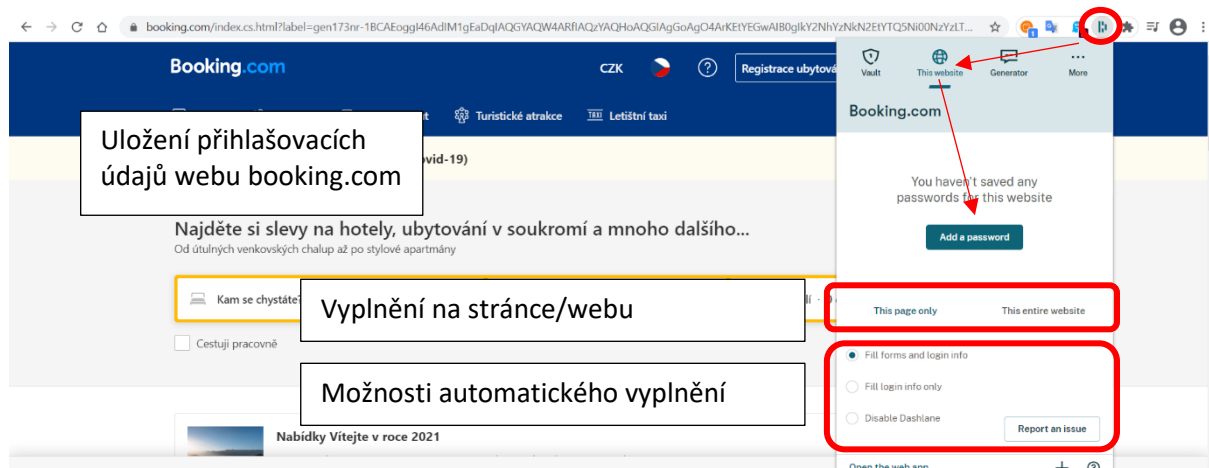 booking.com/index.cs.html?label=gen173nr-1BCAEoggI46AdIM1gEaDqIAQGYAQW4ARfIAQzYAQHoAQGIAgGoAgO4ArKEtYEGwAIB0gIkY2NhYzNkN2EtYTQ5Ni00NzYzLT...
Booking.com
CZK
Registrace ubytová
Turistické atrakce
Letištní taxi
Uložení přihlašovacích
údajů webu booking.com
ovid-19)
Najděte si slevy na hotely, ubytování v soukromí a mnoho dalšího...
Od útulných venkovských chalup až po stylové apartmány
Kam se chystáte?
Vyplnění na stránce/webu
Cestuji pracovně
Možnosti automatického vyplnění
Nabídky Vítejte v roce 2021
Vault
This website
Generator
More
Booking.com
You haven't saved any
passwords for this website
Add a password
This page only
This entire website
Fill forms and login info
Fill login info only
Disable Dashlane
Report an issue
Open the web app